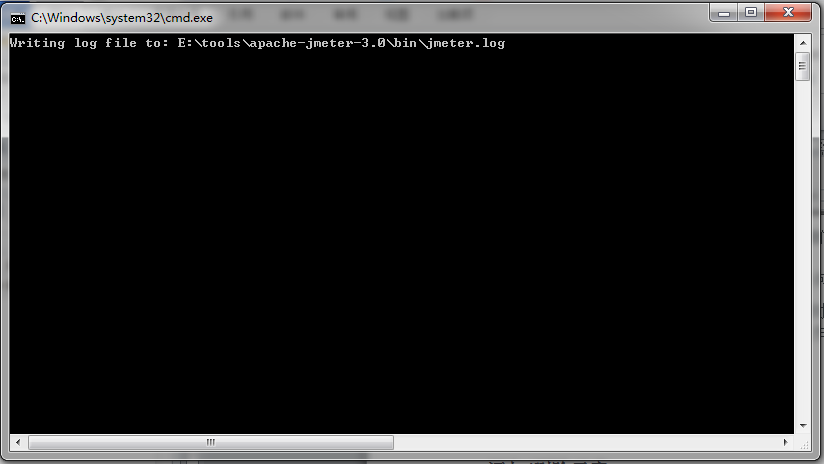 C:\Windows\system32\cmd.exe
Writing log file to: E:\tools\apache-jmeter-3.0\bin\jmeter.log